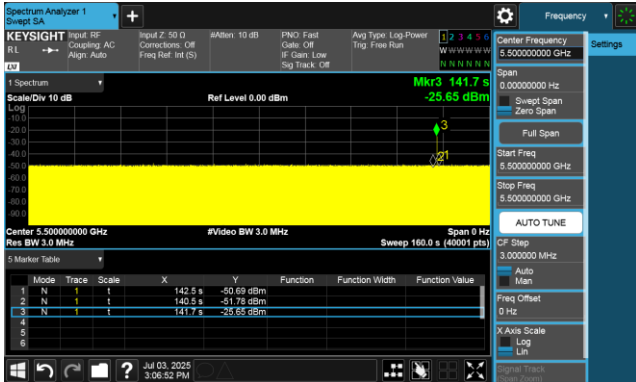 Spectrum Analyzer 1
Swept SA
Frequency
KEYSIGHT
RL
LXI
Input: RF
Coupling: AC
Align: Auto
Input Z: 50 Ω
Corrections: Off
Freq Ref: Int (S)
#Atten: 10 dB
PNO: Fast
Gate: Off
IF Gain: Low
Sig Track: Off
Avg Type: Log-Power
Trig: Free Run
1 2 3 4 5 6
W W W W W W
N N N N N N
1 Spectrum
Scale/Div 10 dB
Ref Level 0.00 dBm
Mkr3 141.7 s
-25.65 dBm
Log
-10.0
-20.0
-30.0
-40.0
-50.0
-60.0
-70.0
-80.0
-90.0
3
21
Center 5.500000000 GHz
#Video BW 3.0 MHz
Span 0 Hz
Res BW 3.0 MHz
Sweep 160.0 s (40001 pts)
5 Marker Table
Mode Trace Scale X Y Function Function Width Function Value
1 N 1 t 142.5 s -50.69 dBm
2 N 1 t 140.5 s -51.78 dBm
3 N 1 t 141.7 s -25.65 dBm
4
5
6
?
Jul 03, 2025
3:06:52 PM
Center Frequency
5.500000000 GHz
Settings
Span
0.00000000 Hz
Swept Span
Zero Span
Full Span
Start Freq
5.500000000 GHz
Stop Freq
5.500000000 GHz
AUTO TUNE
CF Step
3.000000 MHz
Auto
Man
Freq Offset
0 Hz
X Axis Scale
Log
Lin
Signal Track
(Span Zoom)